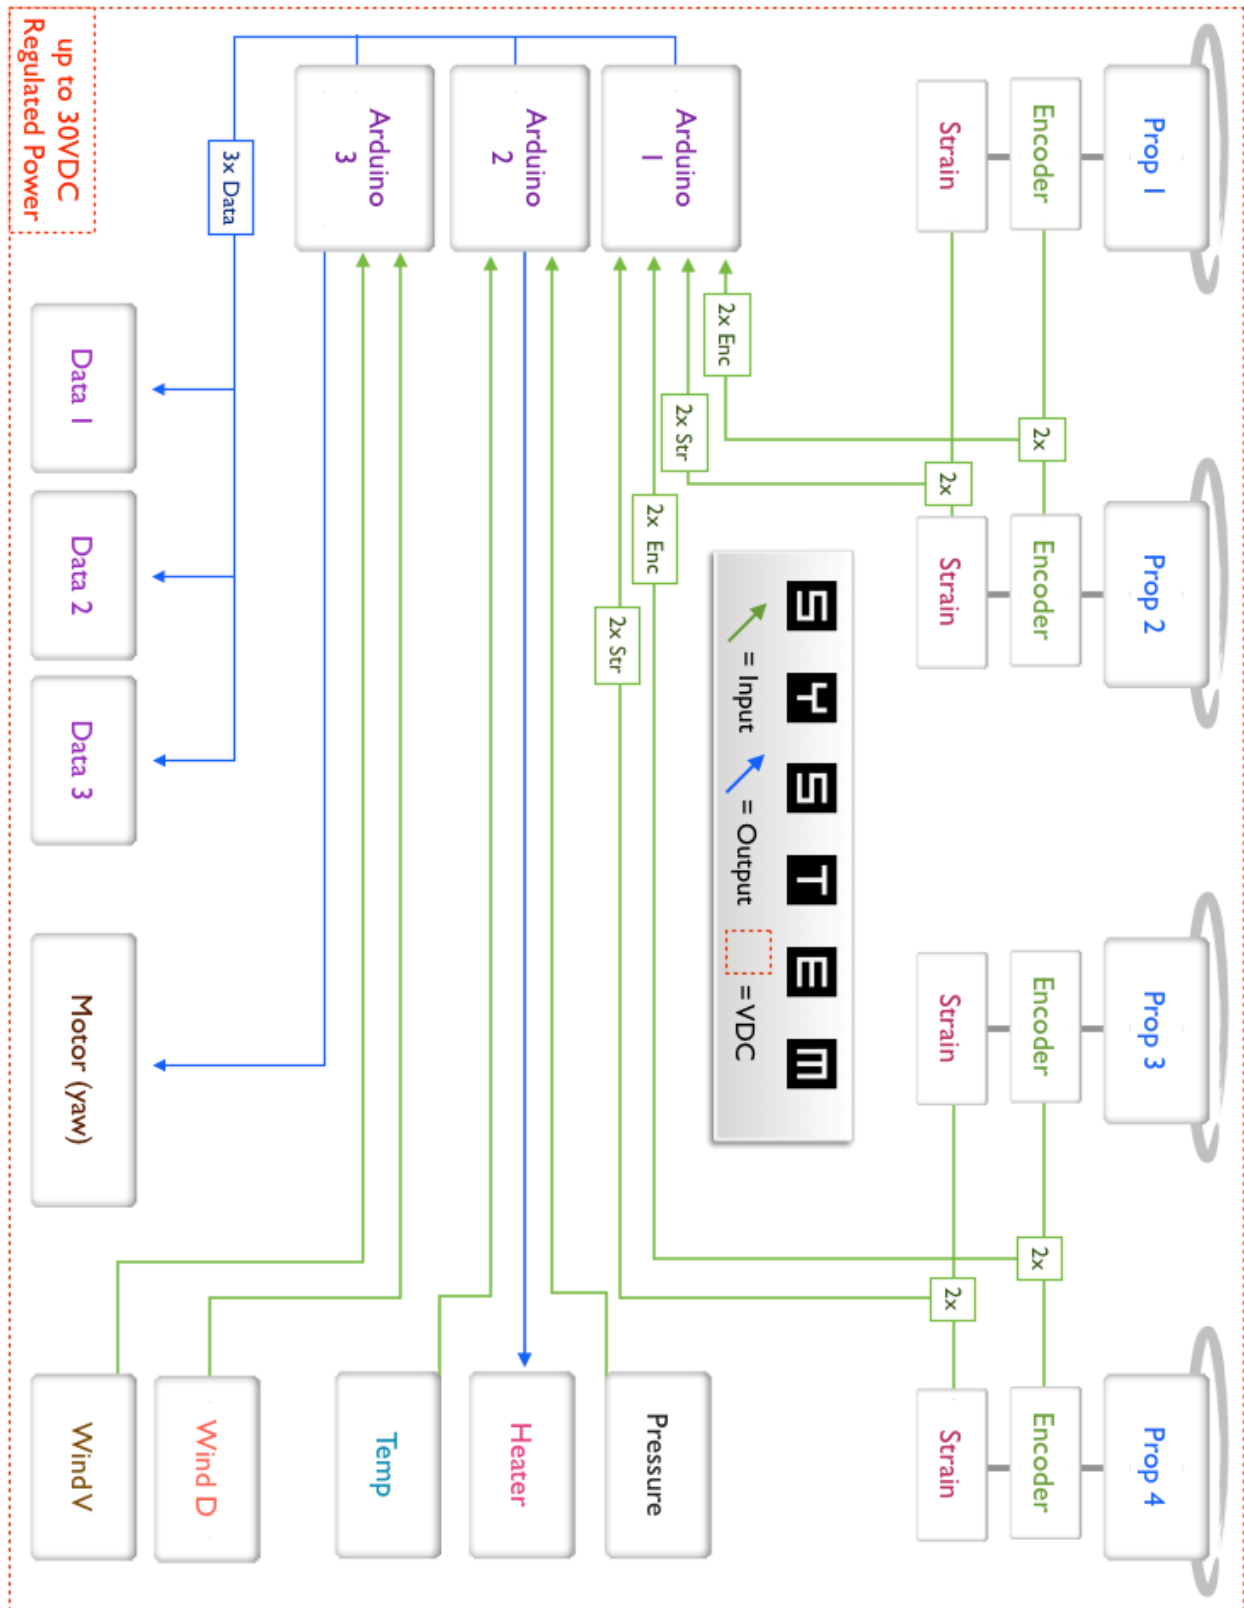 Prop 1
Prop 2
Prop 3
Prop 4
Encoder
2x
Encoder
Encoder
2x
Encoder
Strain
2x
Strain
Strain
2x
Strain
SYSTEM
= Input
= Output
= VDC
2x Enc
2x Str
2x Enc
2x Str
Arduino
1
Pressure
Arduino
2
Heater
Arduino
3
Temp
3x Data
Wind D
Data 1
Data 2
Data 3
Motor (yaw)
Wind V
up to 30VDC
Regulated Power